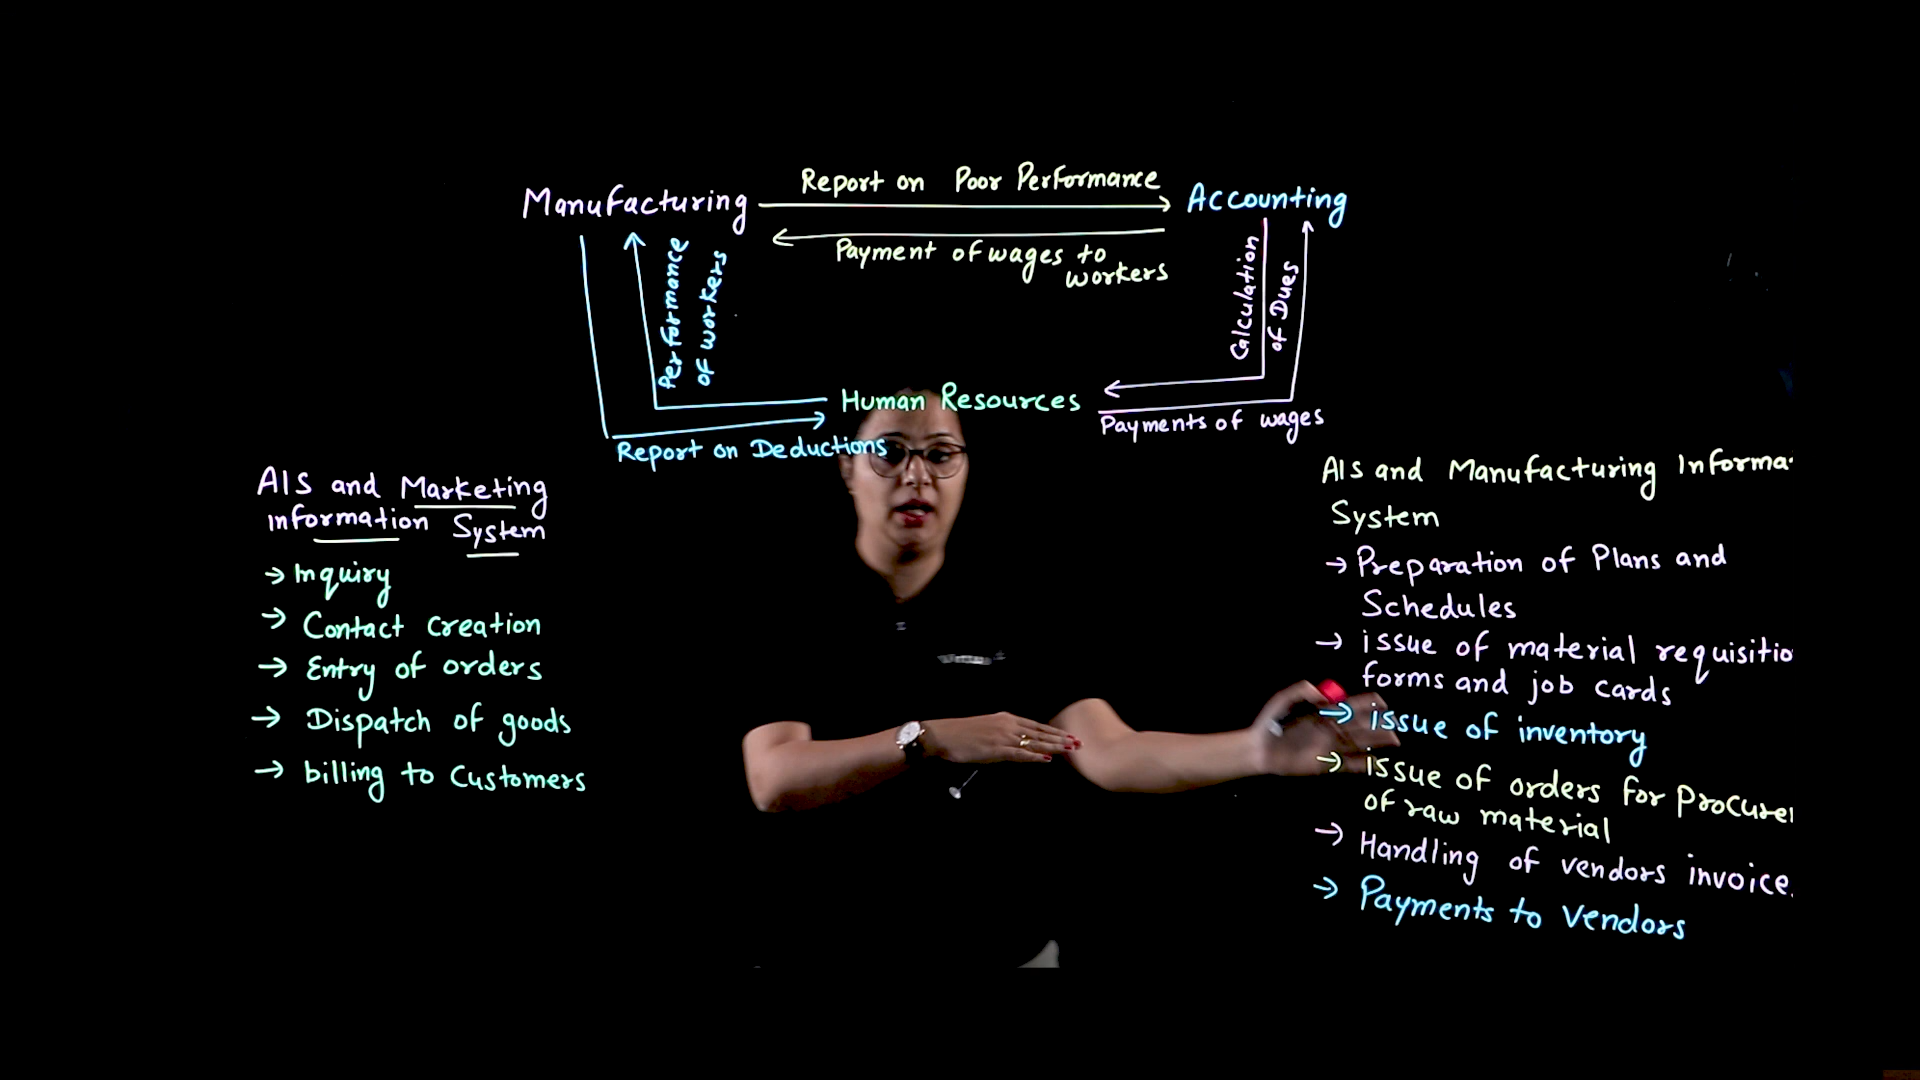 Report on Poor Performance
Manufacturing
Accounting
Payment of wages to
workers
Performance
of workers
Calculation
of Dues
Human Resources
Payments of wages
Report on Deductions
AIS and Marketing
information System
→ Inquiry
→ Contact creation
→ Entry of orders
→ Dispatch of goods
→ billing to Customers
AIS and Manufacturing Informa
System
→ Preparation of Plans and
Schedules
→ issue of material requisitio
forms and job cards
→ issue of inventory
→ issue of orders for Procure
of raw material
→ Handling of vendors invoice
→ Payments to Vendors